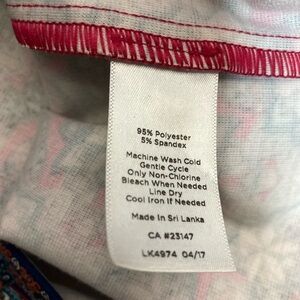 95% Polyester
5% Spandex
Machine Wash Cold
Gentle Cycle
Only Non-Chlorine
Bleach When Needed
Line Dry
Cool Iron If Needed
Made In Sri Lanka
CA #23147
LK4974 04/17